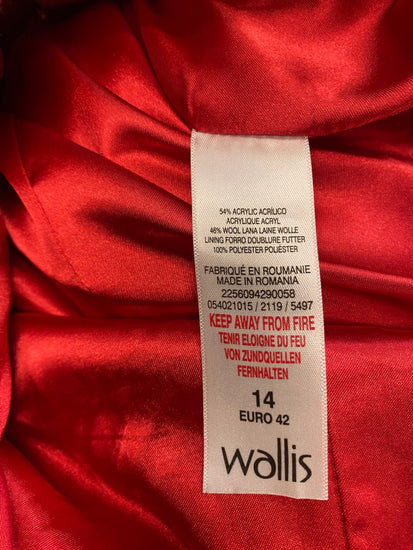 54% ACRYLIC ACRÍLICO
ACRYLIQUE ACRYL
46% WOOL LANA LAINE WOLLE
LINING FORRO DOUBLURE FUTTER
100% POLYESTER POLIÉSTER
FABRIQUÉ EN ROUMANIE
MADE IN ROMANIA
2256094290058
054021015 / 2119 / 5497
KEEP AWAY FROM FIRE
TENIR ELOIGNE DU FEU
VON ZUNDQUELLEN
FERNHALTEN
14
EURO 42
wallis